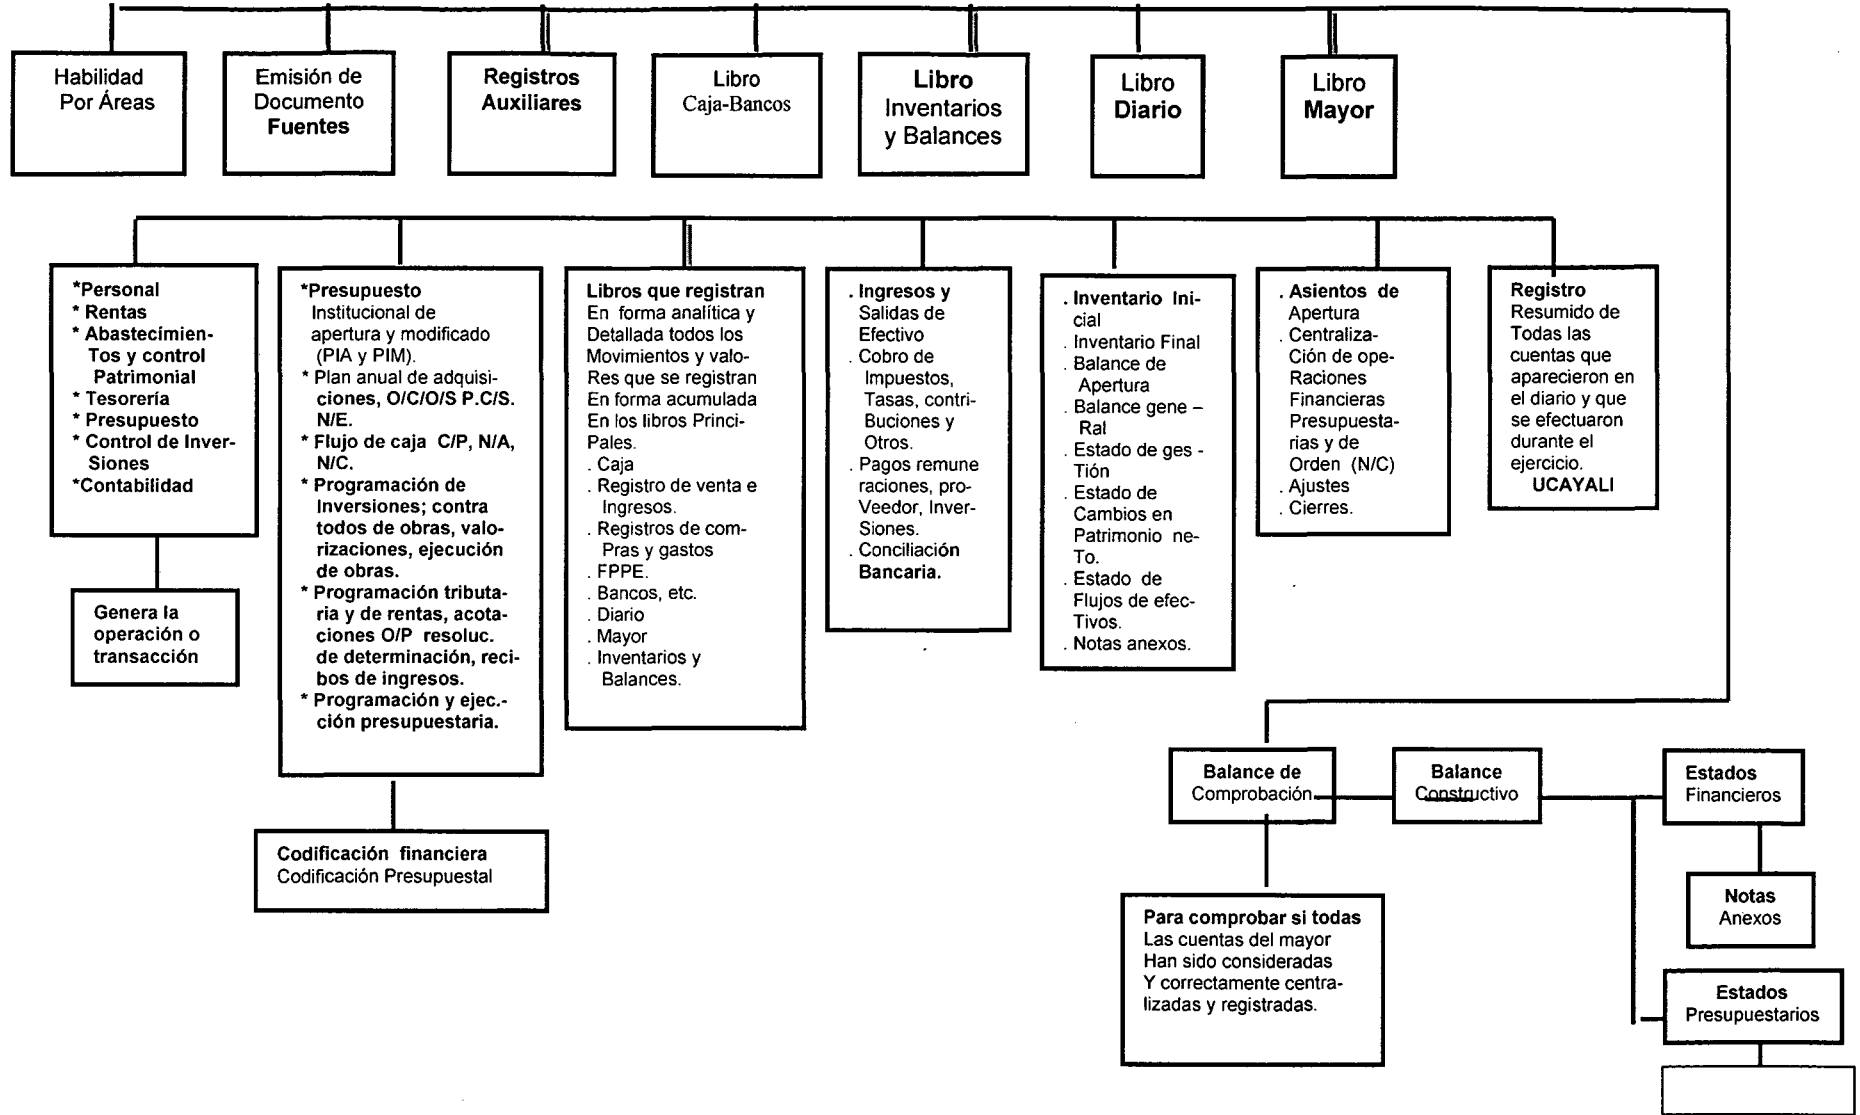 Habilidad
Por Áreas
Emisión de
Documento
Fuentes
Registros
Auxiliares
Libro
Caja-Bancos
Libro
Inventarios
y Balances
Libro
Diario
Libro
Mayor
*Personal
* Rentas
* Abastecimien-
Tos y control
Patrimonial
* Tesorería
* Presupuesto
* Control de Inver-
Siones
*Contabilidad
Genera la
operación o
transacción
*Presupuesto
Institucional de
apertura y modificado
(PIA y PIM).
* Plan anual de adquisi-
ciones, O/C/O/S P.C/S.
N/E.
* Flujo de caja C/P, N/A,
N/C.
* Programación de
Inversiones; contra
todos de obras, valo-
rizaciones, ejecución
de obras.
* Programación tributa-
ria y de rentas, acota-
ciones O/P resoluc.
de determinación, reci-
bos de ingresos.
* Programación y ejec.-
ción presupuestaria.
Codificación financiera
Codificación Presupuestal
Libros que registran
En forma analítica y
Detallada todos los
Movimientos y valo-
Res que se registran
En forma acumulada
En los libros Princi-
Pales.
. Caja
. Registro de venta e
Ingresos.
. Registros de com-
Pras y gastos
. FPPE.
. Bancos, etc.
. Diario
. Mayor
. Inventarios y
Balances.
. Ingresos y
Salidas de
Efectivo
. Cobro de
Impuestos,
Tasas, contri-
Buciones y
Otros.
. Pagos remune
raciones, pro-
Veedor, Inver-
Siones.
. Conciliación
Bancaria.
. Inventario Ini-
cial
. Inventario Final
. Balance de
Apertura
. Balance gene –
Ral
. Estado de ges -
Tión
. Estado de
Cambios en
Patrimonio ne-
To.
. Estado de
Flujos de efec-
Tivos.
. Notas anexos.
. Asientos de
Apertura
. Centraliza-
Ción de ope-
Raciones
Financieras
Presupuesta-
rias y de
Orden (N/C)
. Ajustes
. Cierres.
Registro
Resumido de
Todas las
cuentas que
aparecieron en
el diario y que
se efectuaron
durante el
ejercicio.
UCAYALI
Balance de
Comprobación
Balance
Constructivo
Estados
Financieros
Notas
Anexos
Para comprobar si todas
Las cuentas del mayor
Han sido consideradas
Y correctamente centra-
lizadas y registradas.
Estados
Presupuestarios